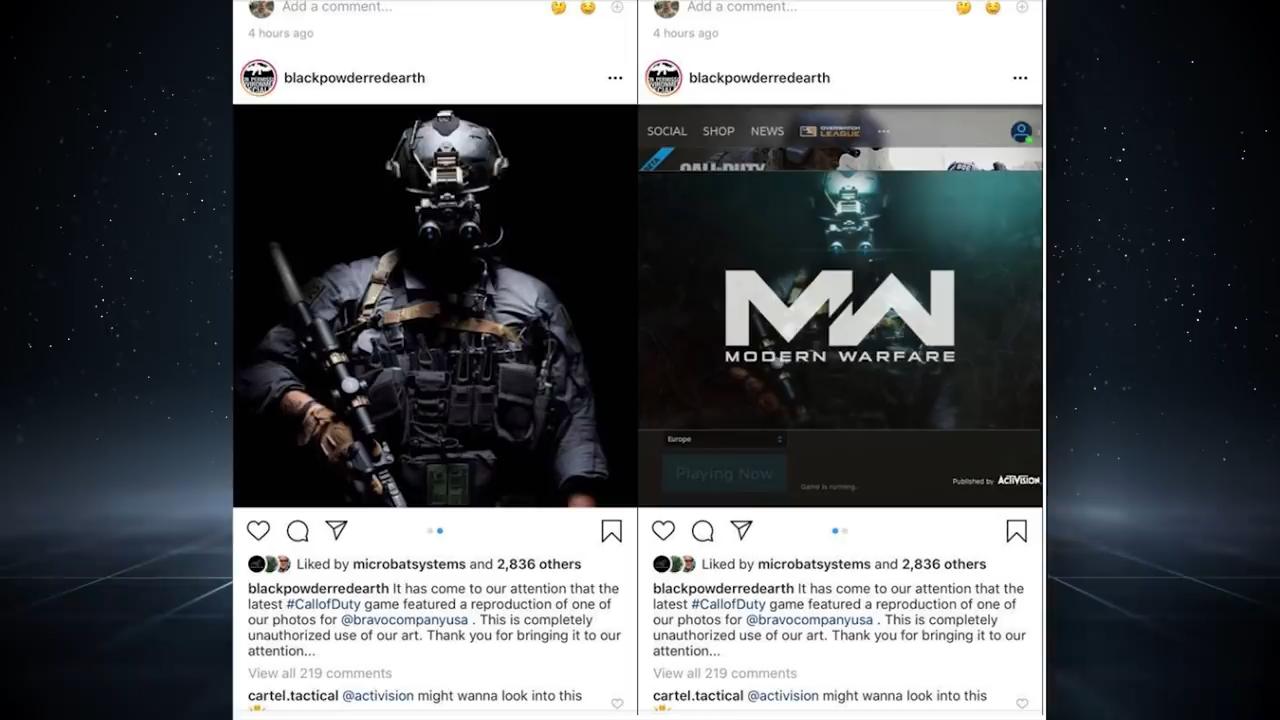 Add a comment...
4 hours ago
blackpowderredearth
Liked by microbatsystems and 2,836 others
blackpowderredearth It has come to our attention that the
latest #CallofDuty game featured a reproduction of one of
our photos for @bravocompanyusa . This is completely
unauthorized use of our art. Thank you for bringing it to our
attention...
View all 219 comments
cartel.tactical @activision might wanna look into this
Add a comment...
4 hours ago
blackpowderredearth
SOCIAL SHOP NEWS OVERWATCH
LEAGUE
BETA
CALL OF DUTY
MW
MODERN WARFARE
Europe
Playing Now
Game is running.
Published by ACTIVISION
Liked by microbatsystems and 2,836 others
blackpowderredearth It has come to our attention that the
latest #CallofDuty game featured a reproduction of one of
our photos for @bravocompanyusa . This is completely
unauthorized use of our art. Thank you for bringing it to our
attention...
View all 219 comments
cartel.tactical @activision might wanna look into this